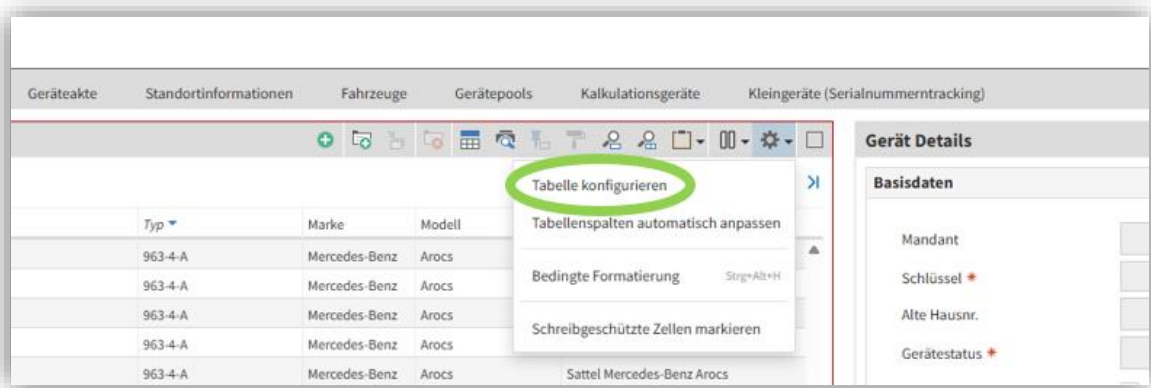 Geräteakte Standortinformationen Fahrzeuge Gerätepools Kalkulationsgeräte Kleingeräte (Serialnummerntracking)
Gerät Details
Tabelle konfigurieren
Tabellenspalten automatisch anpassen
Bedingte Formatierung Strg+Alt+H
Schreibgeschützte Zellen markieren
Typ Marke Modell
963-4-A Mercedes-Benz Arocs
963-4-A Mercedes-Benz Arocs
963-4-A Mercedes-Benz Arocs
963-4-A Mercedes-Benz Arocs
963-4-A Mercedes-Benz Arocs Sattel Mercedes-Benz Arocs
Basisdaten
Mandant
Schlüssel *
Alte Hausnr.
Gerätestatus *